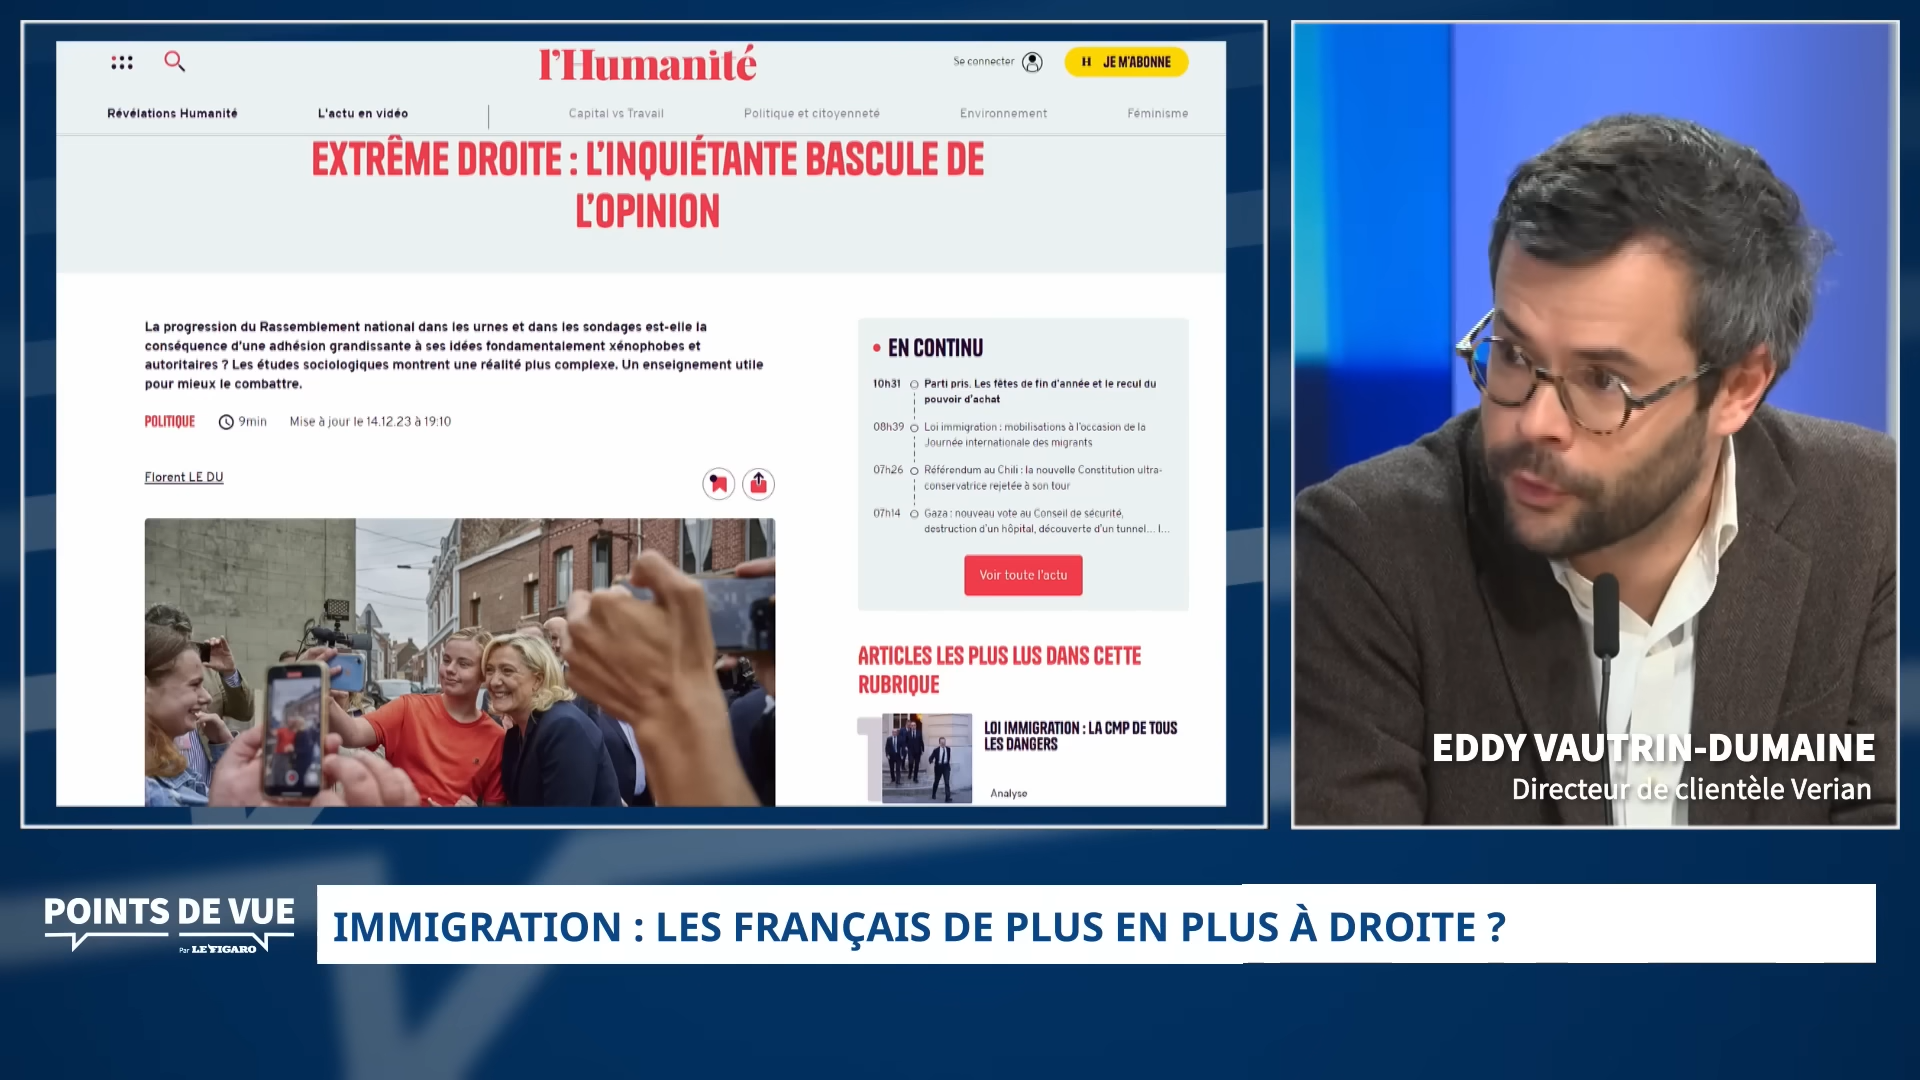 l'Humanité
Se connecter
H JE M'ABONNE
Révélations Humanité
L'actu en vidéo
Capital vs Travail
Politique et citoyenneté
Environnement
Féminisme
EXTRÊME DROITE : L'INQUIÉTANTE BASCULE DE
L'OPINION
La progression du Rassemblement national dans les urnes et dans les sondages est-elle la
conséquence d'une adhésion grandissante à ses idées fondamentalement xénophobes et
autoritaires ? Les études sociologiques montrent une réalité plus complexe. Un enseignement utile
pour mieux le combattre.
POLITIQUE
9min
Mise à jour le 14.12.23 à 19:10
Florent LE DU
EN CONTINU
10h31 Parti pris. Les fêtes de fin d'année et le recul du
pouvoir d'achat
08h39 Loi immigration : mobilisations à l'occasion de la
Journée internationale des migrants
07h26 Référendum au Chili : la nouvelle Constitution ultra-
conservatrice rejetée à son tour
07h14 Gaza : nouveau vote au Conseil de sécurité,
destruction d'un hôpital, découverte d'un tunnel... l...
Voir toute l'actu
ARTICLES LES PLUS LUS DANS CETTE
RUBRIQUE
1
LOI IMMIGRATION : LA CMP DE TOUS
LES DANGERS
Analyse
EDDY VAUTRIN-DUMAINE
Directeur de clientèle Verian
POINTS DE VUE
Par LE FIGARO
IMMIGRATION : LES FRANÇAIS DE PLUS EN PLUS À DROITE ?